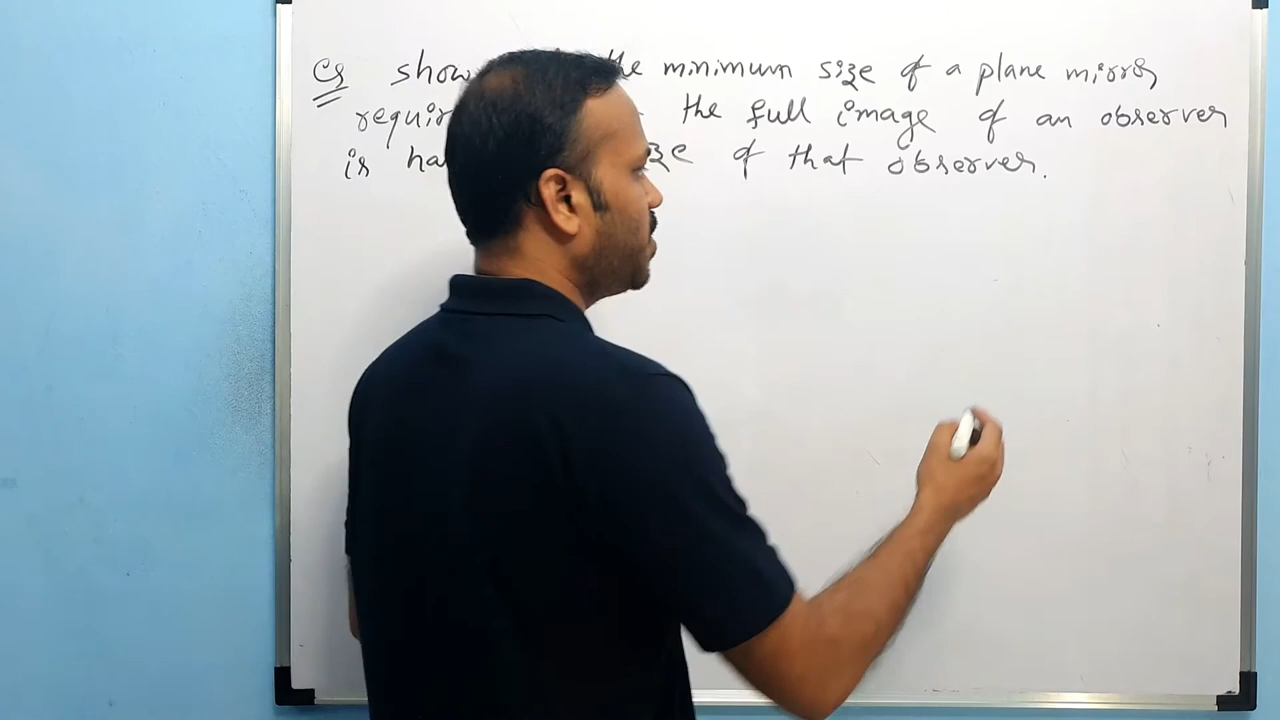 Q show the minimum size of a plane mirror
requir the full image of an observer
is ha ze of that observer.